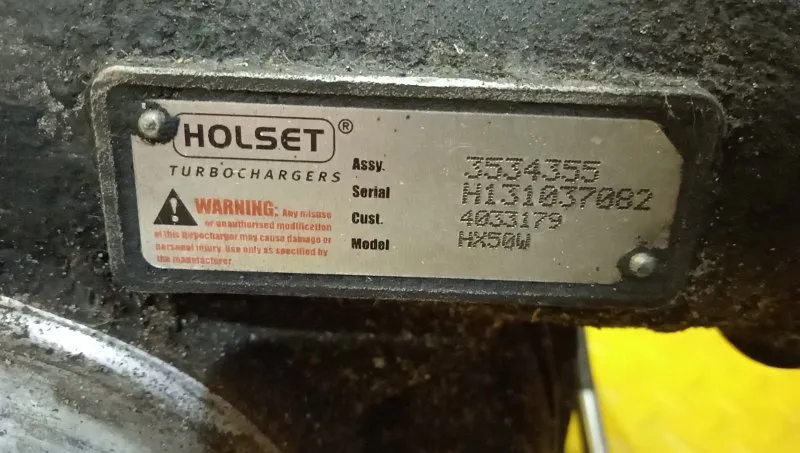 HOLSET®
TURBOCHARGERS
WARNING: Any misuse
or unauthorised modification
of this turbocharger may cause damage or
personal injury. Use only as specified by
the manufacturer.
Assy. 3534355
Serial H131037082
Cust. 4033179
Model HX50W